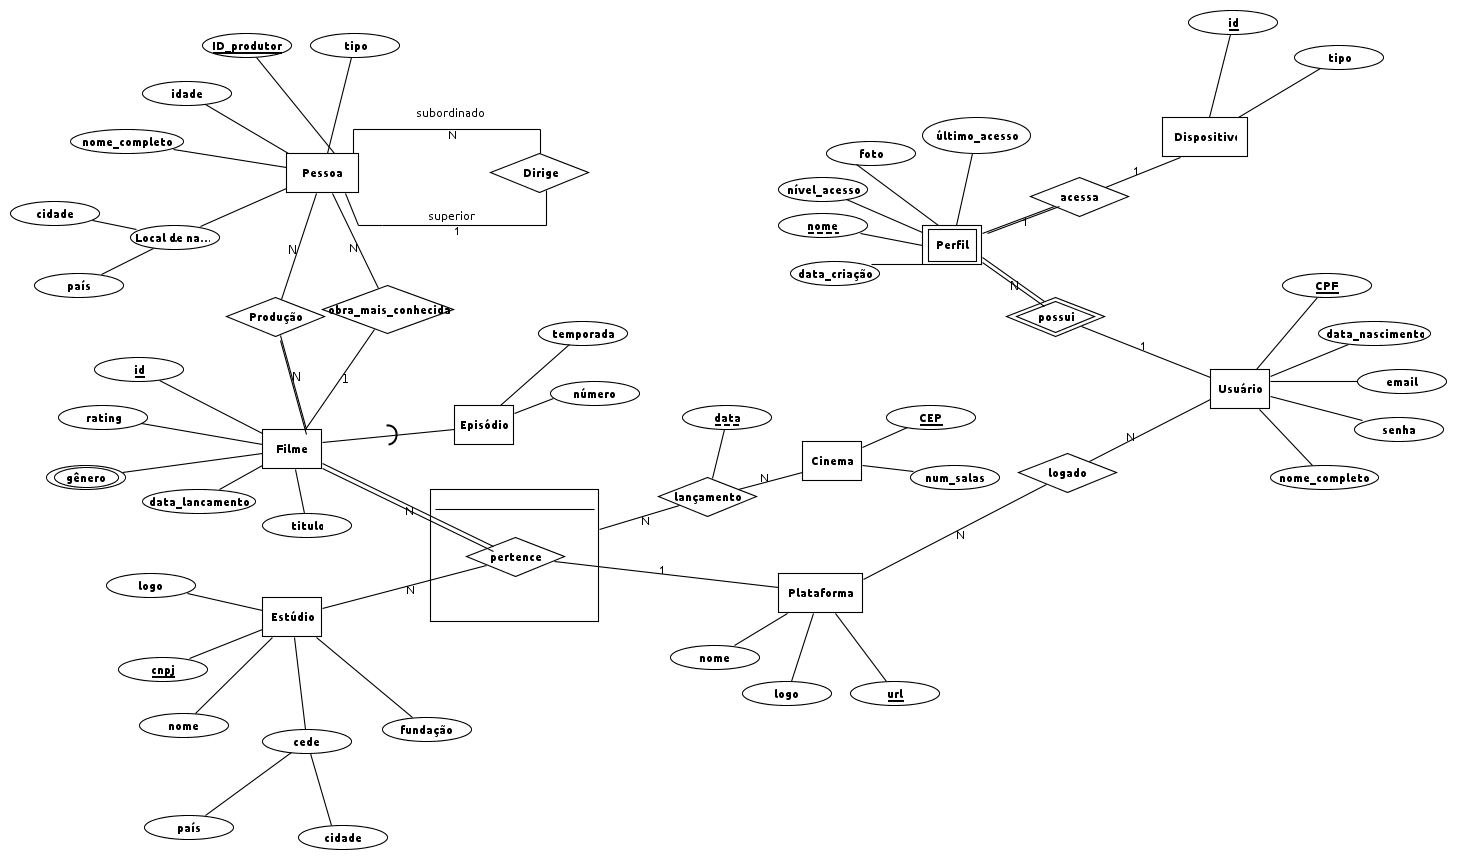 id
ID_produtor
tipo
tipo
idade
subordinado
N
último_acesso
Dispositivo
nome_completo
foto
Pessoa
Dirige
1
nível_acesso
acessa
cidade
superior
1
nome
1
Local de na...
Perfil
N
N
data_criação
país
N
CPF
Produção
obra_mais_conhecida
possui
temporada
data_nascimento
1
id
N
1
email
Usuário
número
rating
data
CEP
Episódio
senha
N
Filme
Cinema
gênero
N
num_salas
logado
nome_completo
data_lancamento
lançamento
N
N
titulo
N
pertence
1
logo
N
Plataforma
Estúdio
nome
cnpj
logo
url
nome
fundação
cede
país
cidade